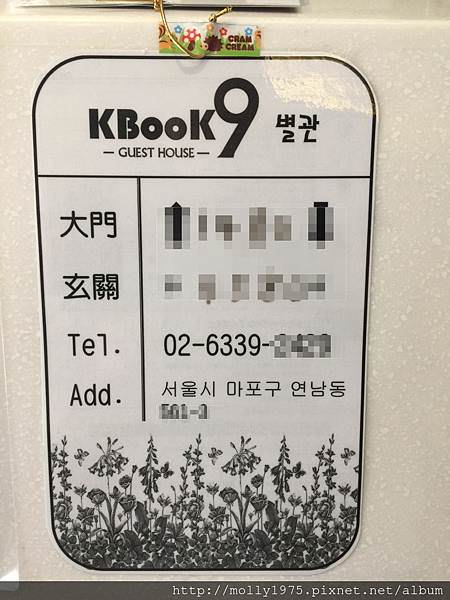 CRAM
CREAM
KBooK9 별관
GUEST HOUSE
大門
玄關
Tel. 02-6339-
Add. 서울시 마포구 연남동
http://molly1975.pixnet.net/album